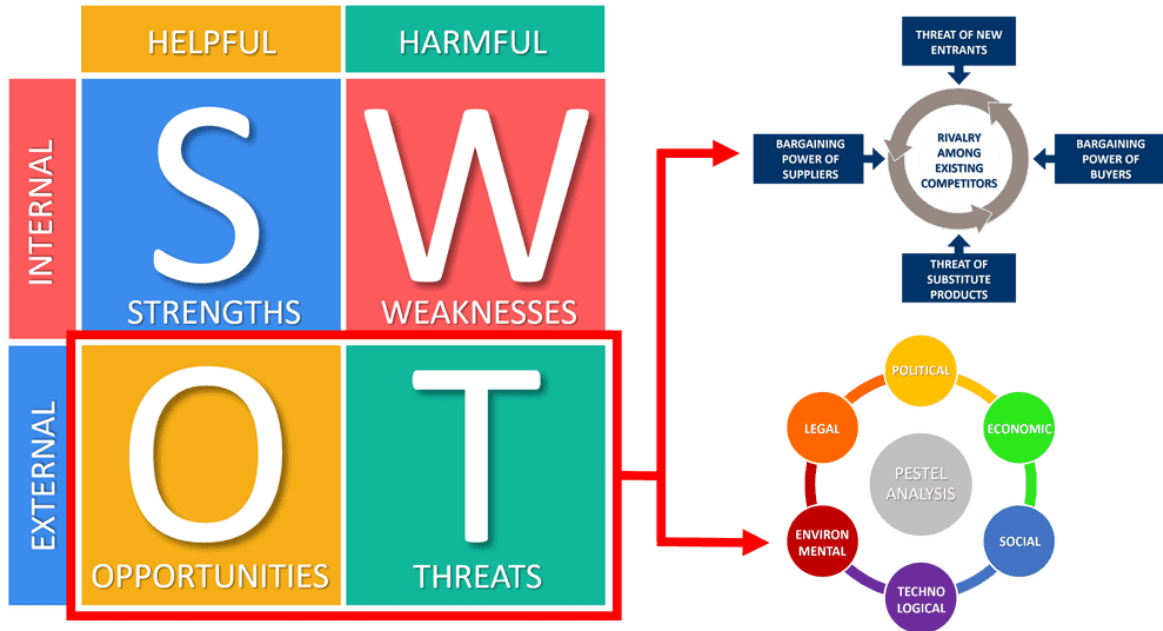 HELPFUL
HARMFUL
INTERNAL
S
STRENGTHS
W
WEAKNESSES
EXTERNAL
O
OPPORTUNITIES
T
THREATS
THREAT OF NEW
ENTRANTS
BARGAINING
POWER OF
SUPPLIERS
RIVALRY
AMONG
EXISTING
COMPETITORS
BARGAINING
POWER OF
BUYERS
THREAT OF
SUBSTITUTE
PRODUCTS
POLITICAL
LEGAL
ECONOMIC
PESTEL
ANALYSIS
ENVIRON
MENTAL
SOCIAL
TECHNO
LOGICAL